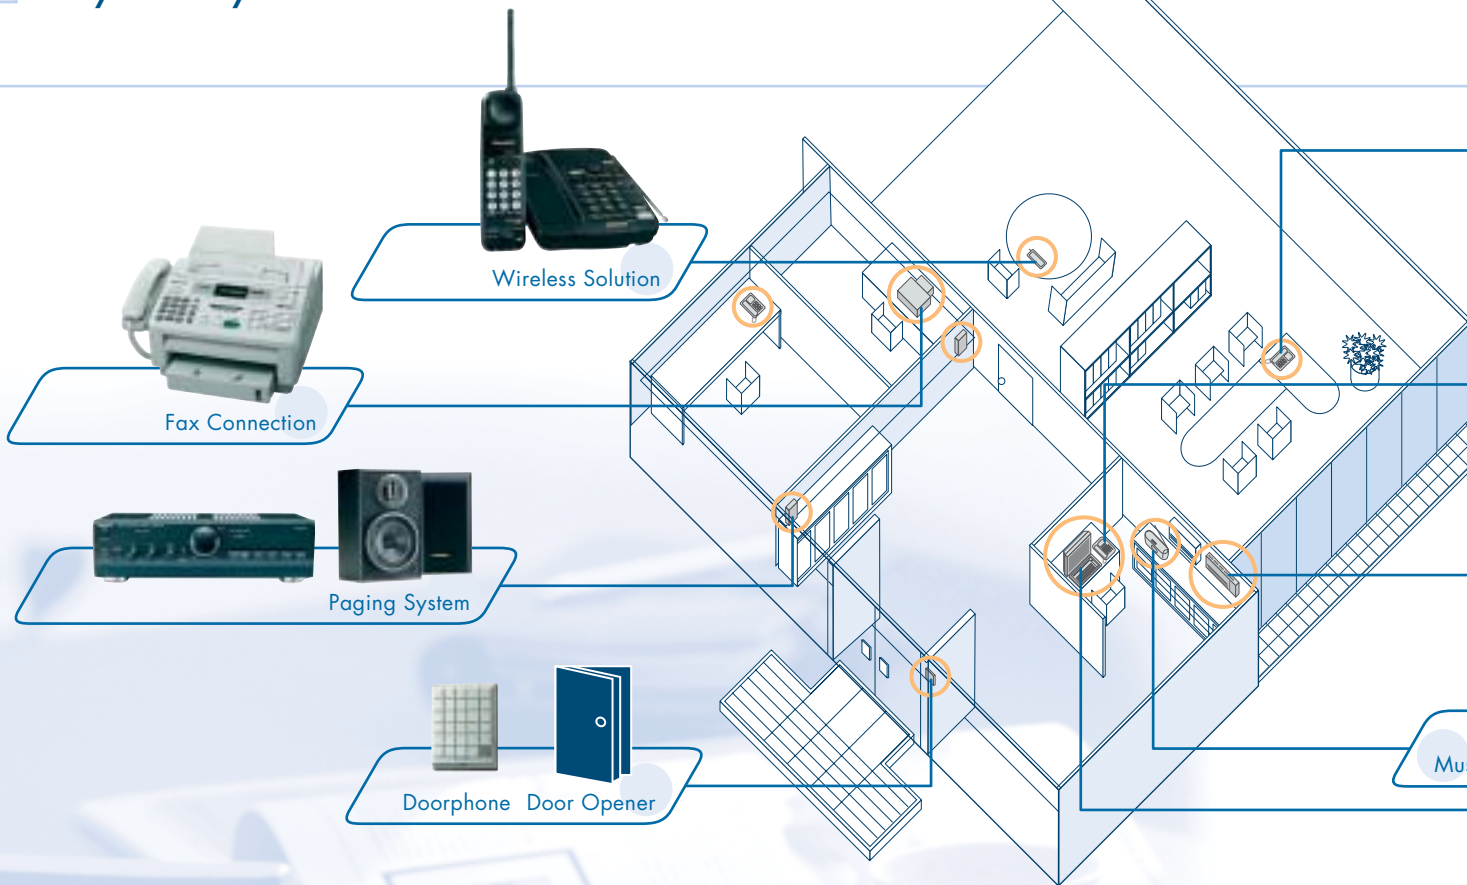 Wireless Solution
Fax Connection
Paging System
Doorphone Door Opener